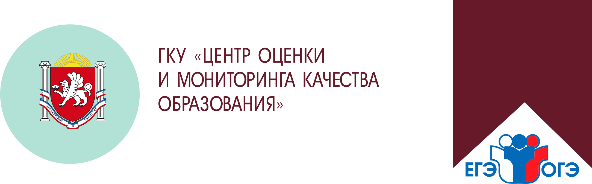 ГКУ «ЦЕНТР ОЦЕНКИ
И МОНИТОРИНГА КАЧЕСТВА
ОБРАЗОВАНИЯ»
ЕГЭ ОГЭ